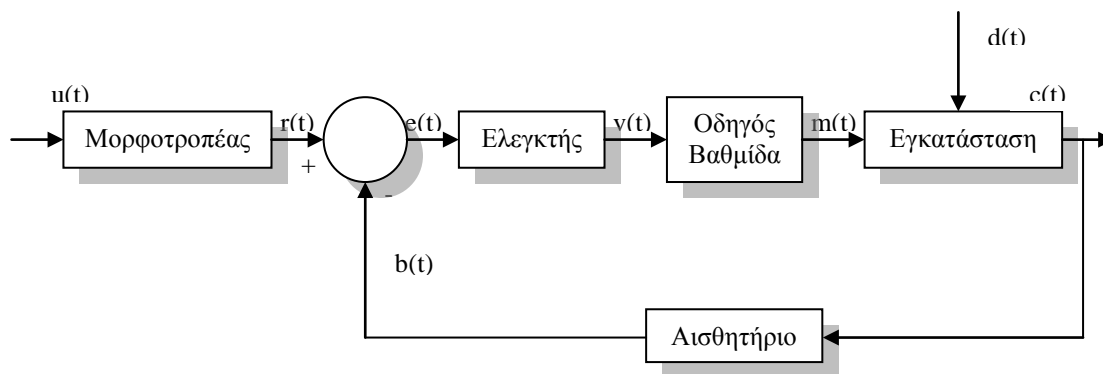 d(t)
u(t)
c(t)
Μορφοτροπέας
r(t)
+
-
e(t)
Ελεγκτής
v(t)
Οδηγός
Βαθμίδα
m(t)
Εγκατάσταση
b(t)
Αισθητήριο